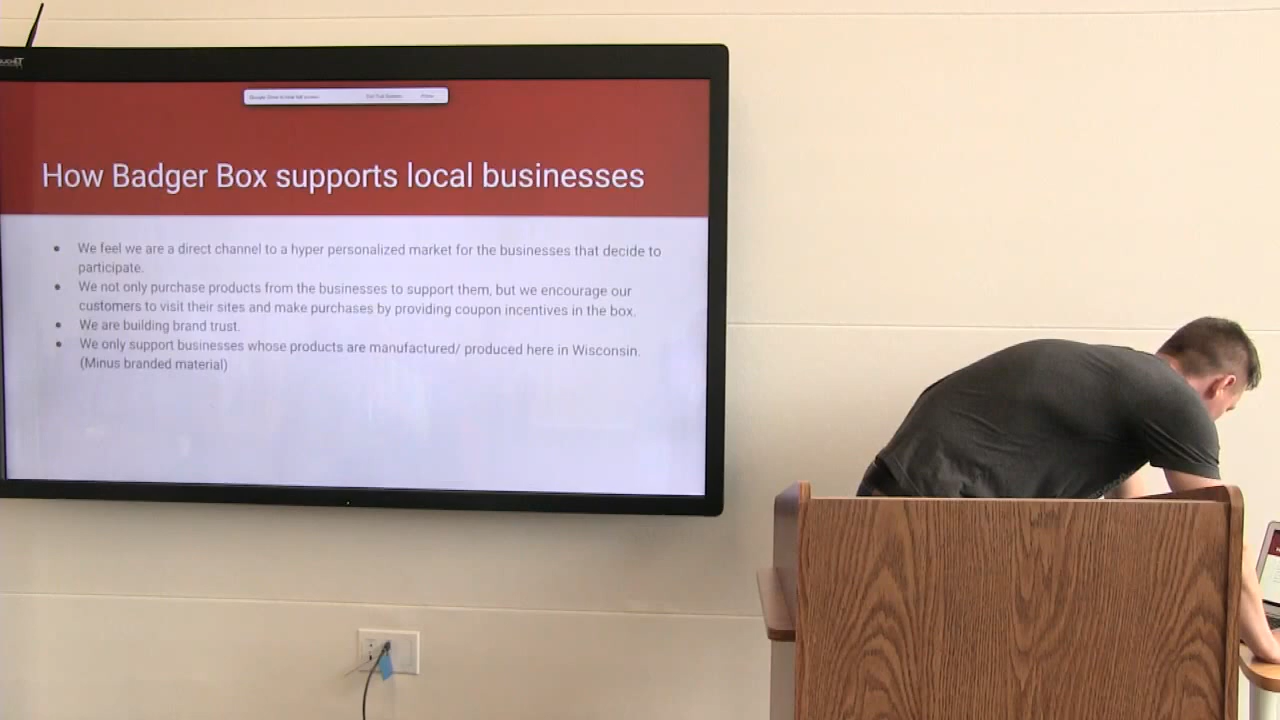 How Badger Box supports local businesses
● We feel we are a direct channel to a hyper personalized market for the businesses that decide to
participate.
● We not only purchase products from the businesses to support them, but we encourage our
customers to visit their sites and make purchases by providing coupon incentives in the box.
● We are building brand trust.
● We only support businesses whose products are manufactured/ produced here in Wisconsin.
(Minus branded material)